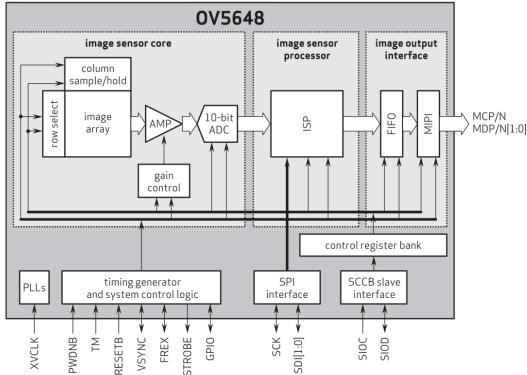 OV5648
image sensor core
image sensor
processor
image output
interface
column
sample/hold
row select
image
array
AMP
10-bit
ADC
gain
control
ISP
FIFO
MIPI
MCP/N
MDP/N[1:0]
control register bank
PLLs
timing generator
and system control logic
SPI
interface
SCCB slave
interface
XVCLK
PWDNB
TM
RESETB
VSYNC
FREX
STROBE
GPIO
SCK
SDI[1:0]
SIOC
SIOD